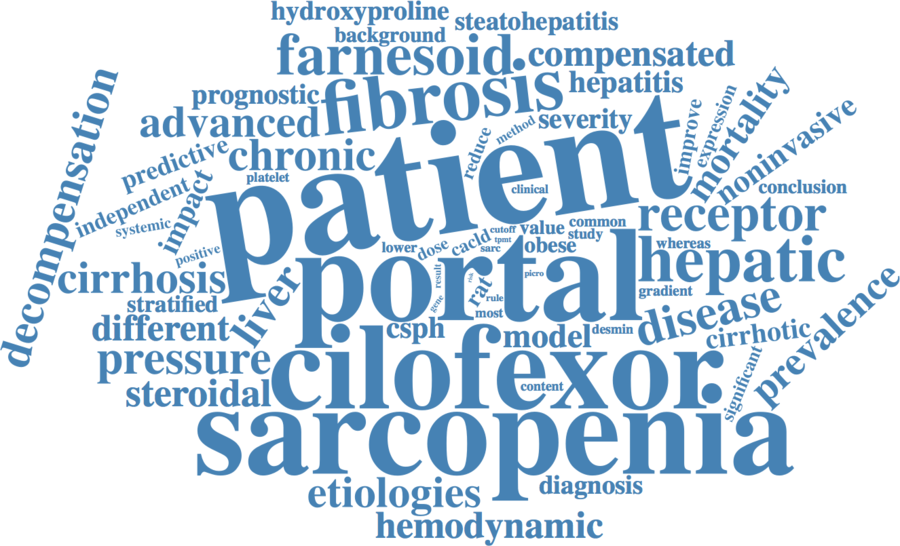 hydroxyproline
steatohepatitis
background
farnesoid
compensated
fibrosis
hepatitis
prognostic
advanced
severity
decompensation
predictive
chronic
platelet
reduce
method
improve
expression
mortality
noninvasive
independent
impact
systemic
positive
patient
clinical
conclusion
receptor
cutoff
value
common
tpmt
study
lower
dose
cacid
sarc
obese
whereas
cirrhosis
portal
hepatic
result
rat
risk
picro
gradient
stratified
liver
gene
rule
most
different
csph
model
desmin
disease
cirrhotic
prevalence
pressure
cilofexor
significant
steroidal
content
sarcopenia
etiologies
diagnosis
hemodynamic